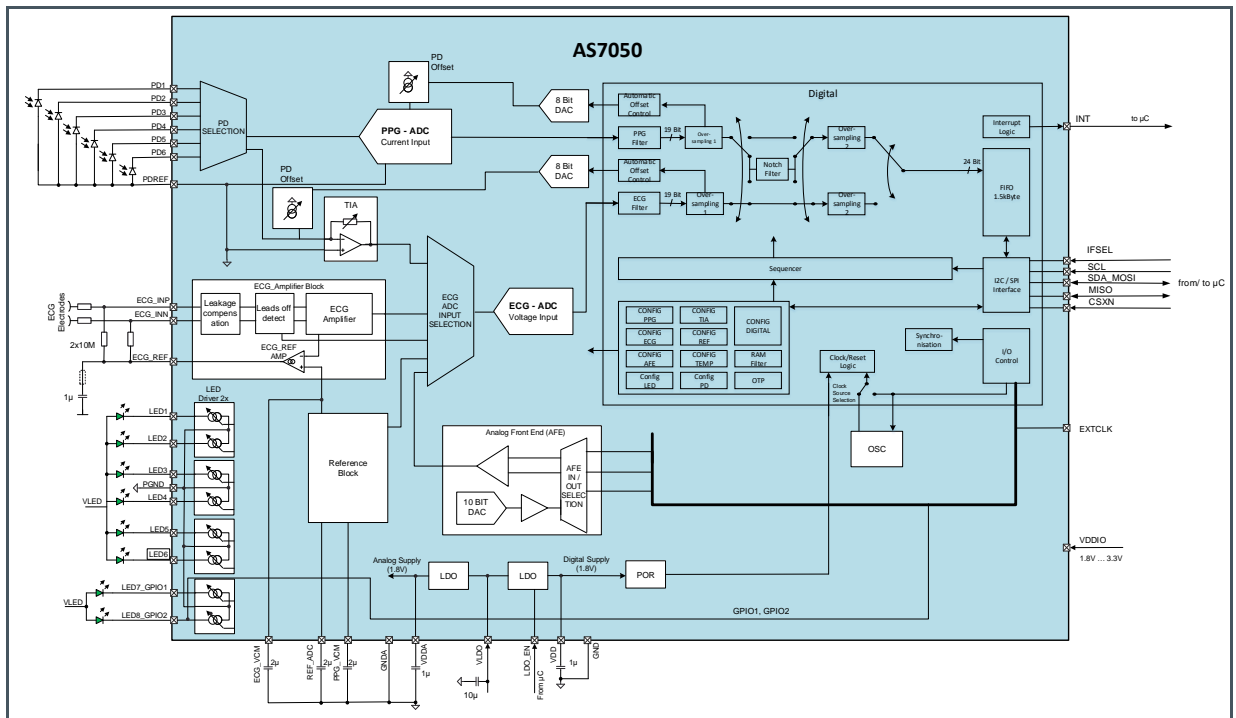 AS7050
PD1
PD2
PD3
PD4
PD5
PD6
PDREF
PD
SELECTION
PD
Offset
PPG - ADC
Current Input
8 Bit
DAC
PD
Offset
8 Bit
DAC
TIA
Digital
Automatic
Offset
Control
PPG
Filter
19 Bit
Over-
sampling 1
Automatic
Offset
Control
ECG
Filter
19 Bit
Over-
sampling
1
Notch
Filter
Over-
sampling
2
Over-
sampling
2
24 Bit
Interrupt
Logic
FIFO
1.5kByte
INT
to µC
IFSEL
SCL
SDA_MOSI
MISO
CSXN
from/ to µC
Sequencer
I2C / SPI
Interface
ECG
Electrodes
2x10M
1µ
ECG_INP
ECG_INN
ECG_REF
ECG_Amplifier Block
Leakage
compens
ation
Leads off
detect
ECG
Amplifier
ECG_REF
AMP
ECG
ADC
INPUT
SELECTION
ECG - ADC
Voltage Input
CONFIG
PPG
CONFIG
TIA
CONFIG
DIGITAL
CONFIG
ECG
CONFIG
REF
CONFIG
AFE
CONFIG
TEMP
RAM
Filter
Config
LED
Config
PD
OTP
Synchro-
nisation
I/O
Control
Clock/Reset
Logic
Clock
Source
Selection
OSC
EXTCLK
LED
Driver 2x
LED1
LED2
LED3
PGND
LED4
VLED
LED5
LED6
LED7_GPIO1
VLED
LED8_GPIO2
Reference
Block
Analog Front End (AFE)
10 BIT
DAC
AFE
IN /
OUT
SELEC
TION
VDDIO
1.8V ... 3.3V
Analog Supply
(1.8V)
LDO
LDO
Digital Supply
(1.8V)
POR
GPIO1, GPIO2
ECG_VCM
2µ
REF_ADC
2µ
PPG_VCM
2µ
GNDA
VDDA
1µ
VLDO
10µ
LDO_EN
From µC
VDD
1µ
GND